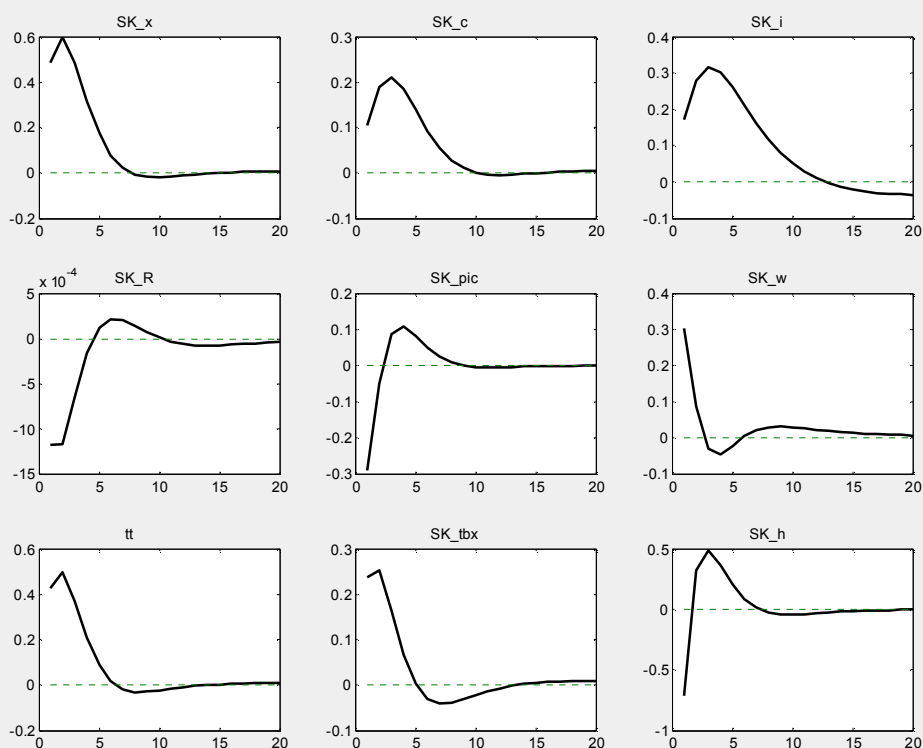 SK_x SK_c SK_i
0.6 0.3 0.4
0.4 0.2 0.3
0.2 0.1 0.2
0 0 0.1
-0.2 -0.1 0
-0.1
0 5 10 15 20 0 5 10 15 20 0 5 10 15 20
x 10^-4 SK_R SK_pic SK_w
5 0.2 0.4
0 0.1 0.3
-5 0 0.2
-10 -0.1 0.1
-15 -0.2 0
-0.3 -0.1
0 5 10 15 20 0 5 10 15 20 0 5 10 15 20
tt SK_tbx SK_h
0.6 0.3 0.5
0.4 0.2 0
0.2 0.1 -0.5
0 0 -1
-0.2 -0.1
0 5 10 15 20 0 5 10 15 20 0 5 10 15 20